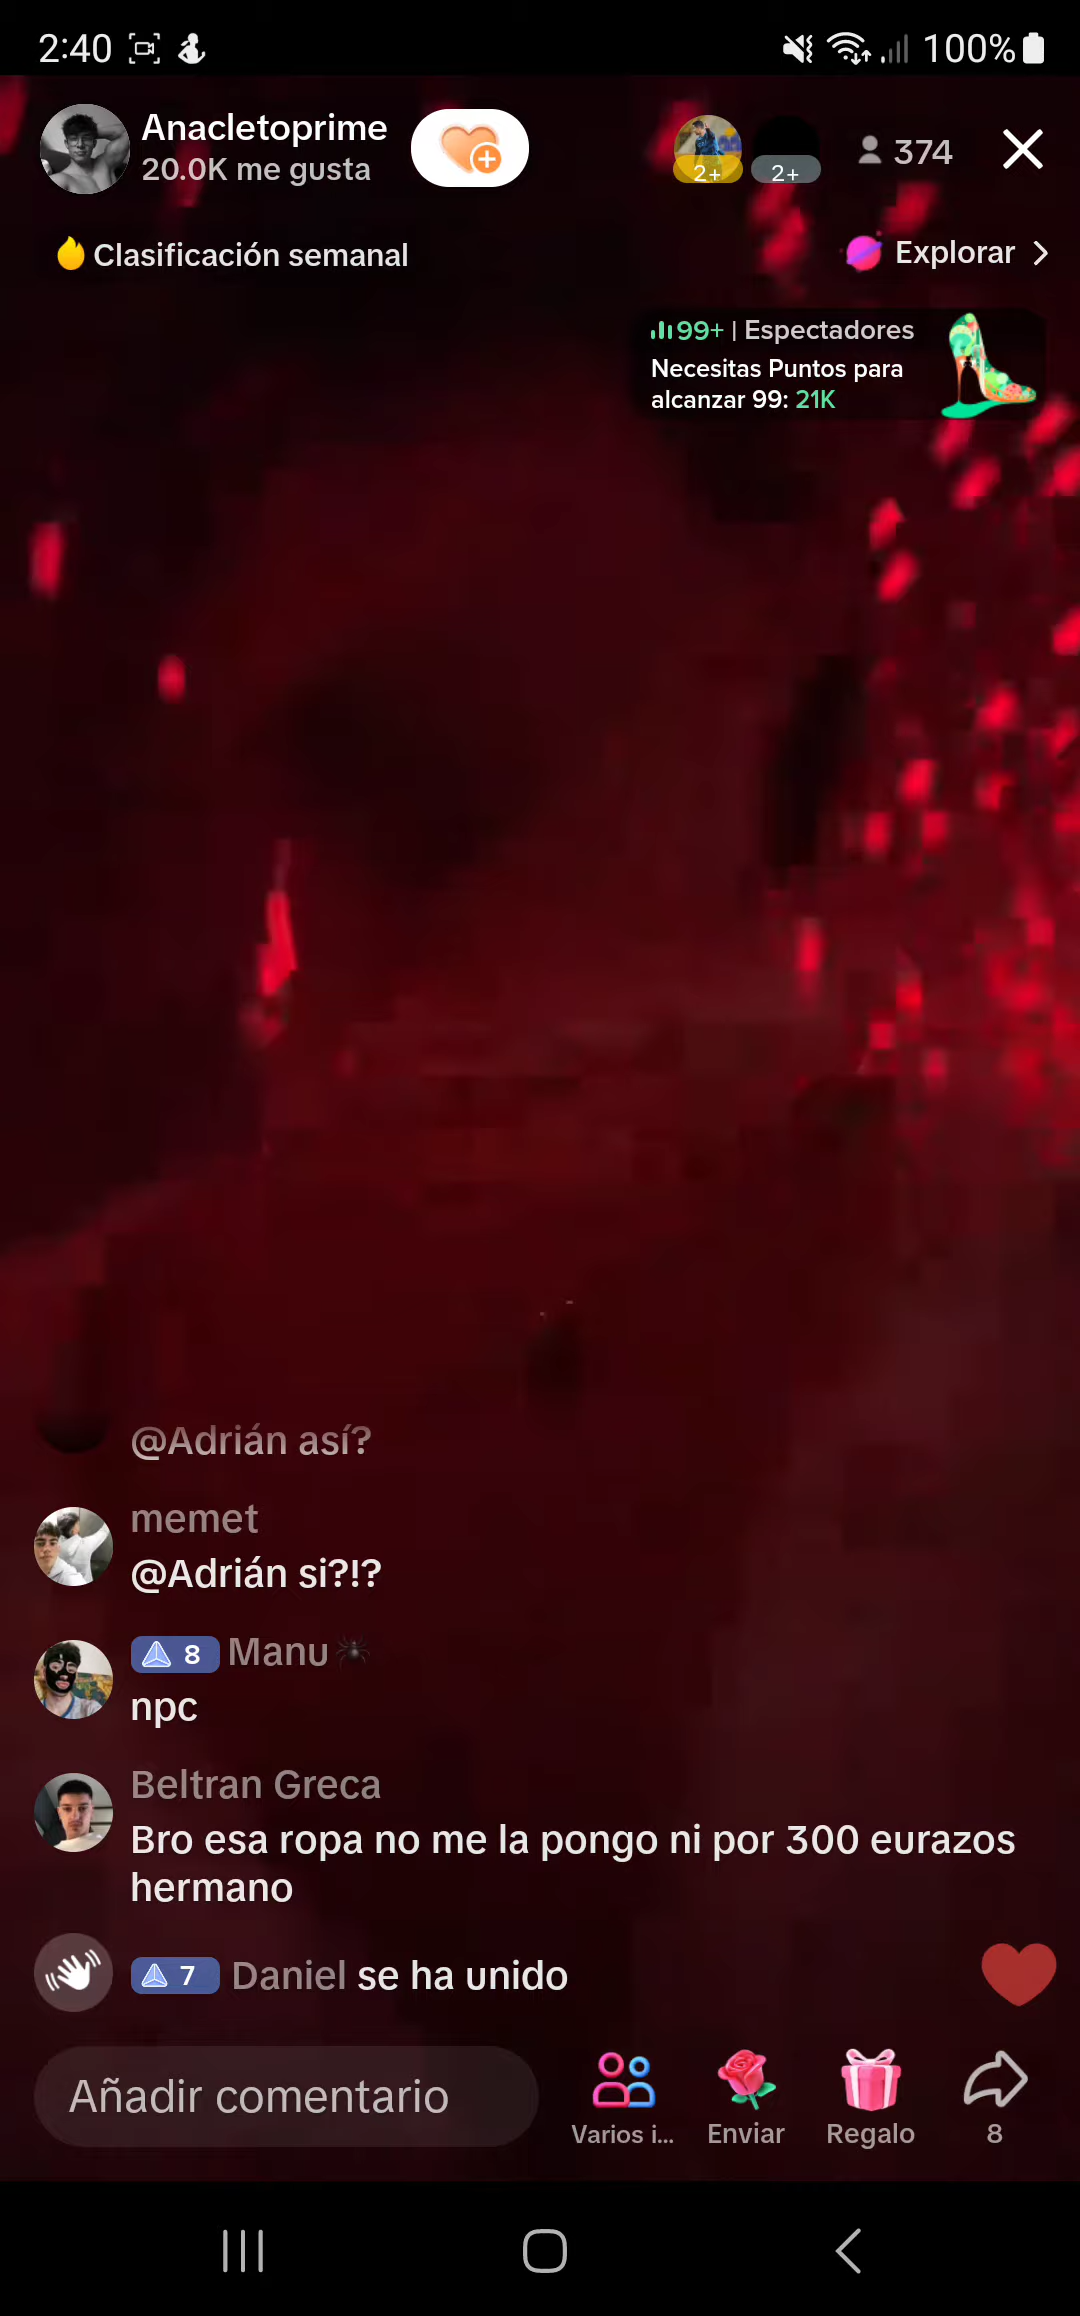 2:40
100%
Anacletoprime
20.0K me gusta
2+
2+
374
Clasificación semanal
Explorar
99+ | Espectadores
Necesitas Puntos para
alcanzar 99: 21K
@Adrián así?
memet
@Adrián si?!?
8 Manu🕷️
npc
Beltran Greca
Bro esa ropa no me la pongo ni por 300 eurazos
hermano
7 Daniel se ha unido
Añadir comentario
Varios i...
Enviar
Regalo
8